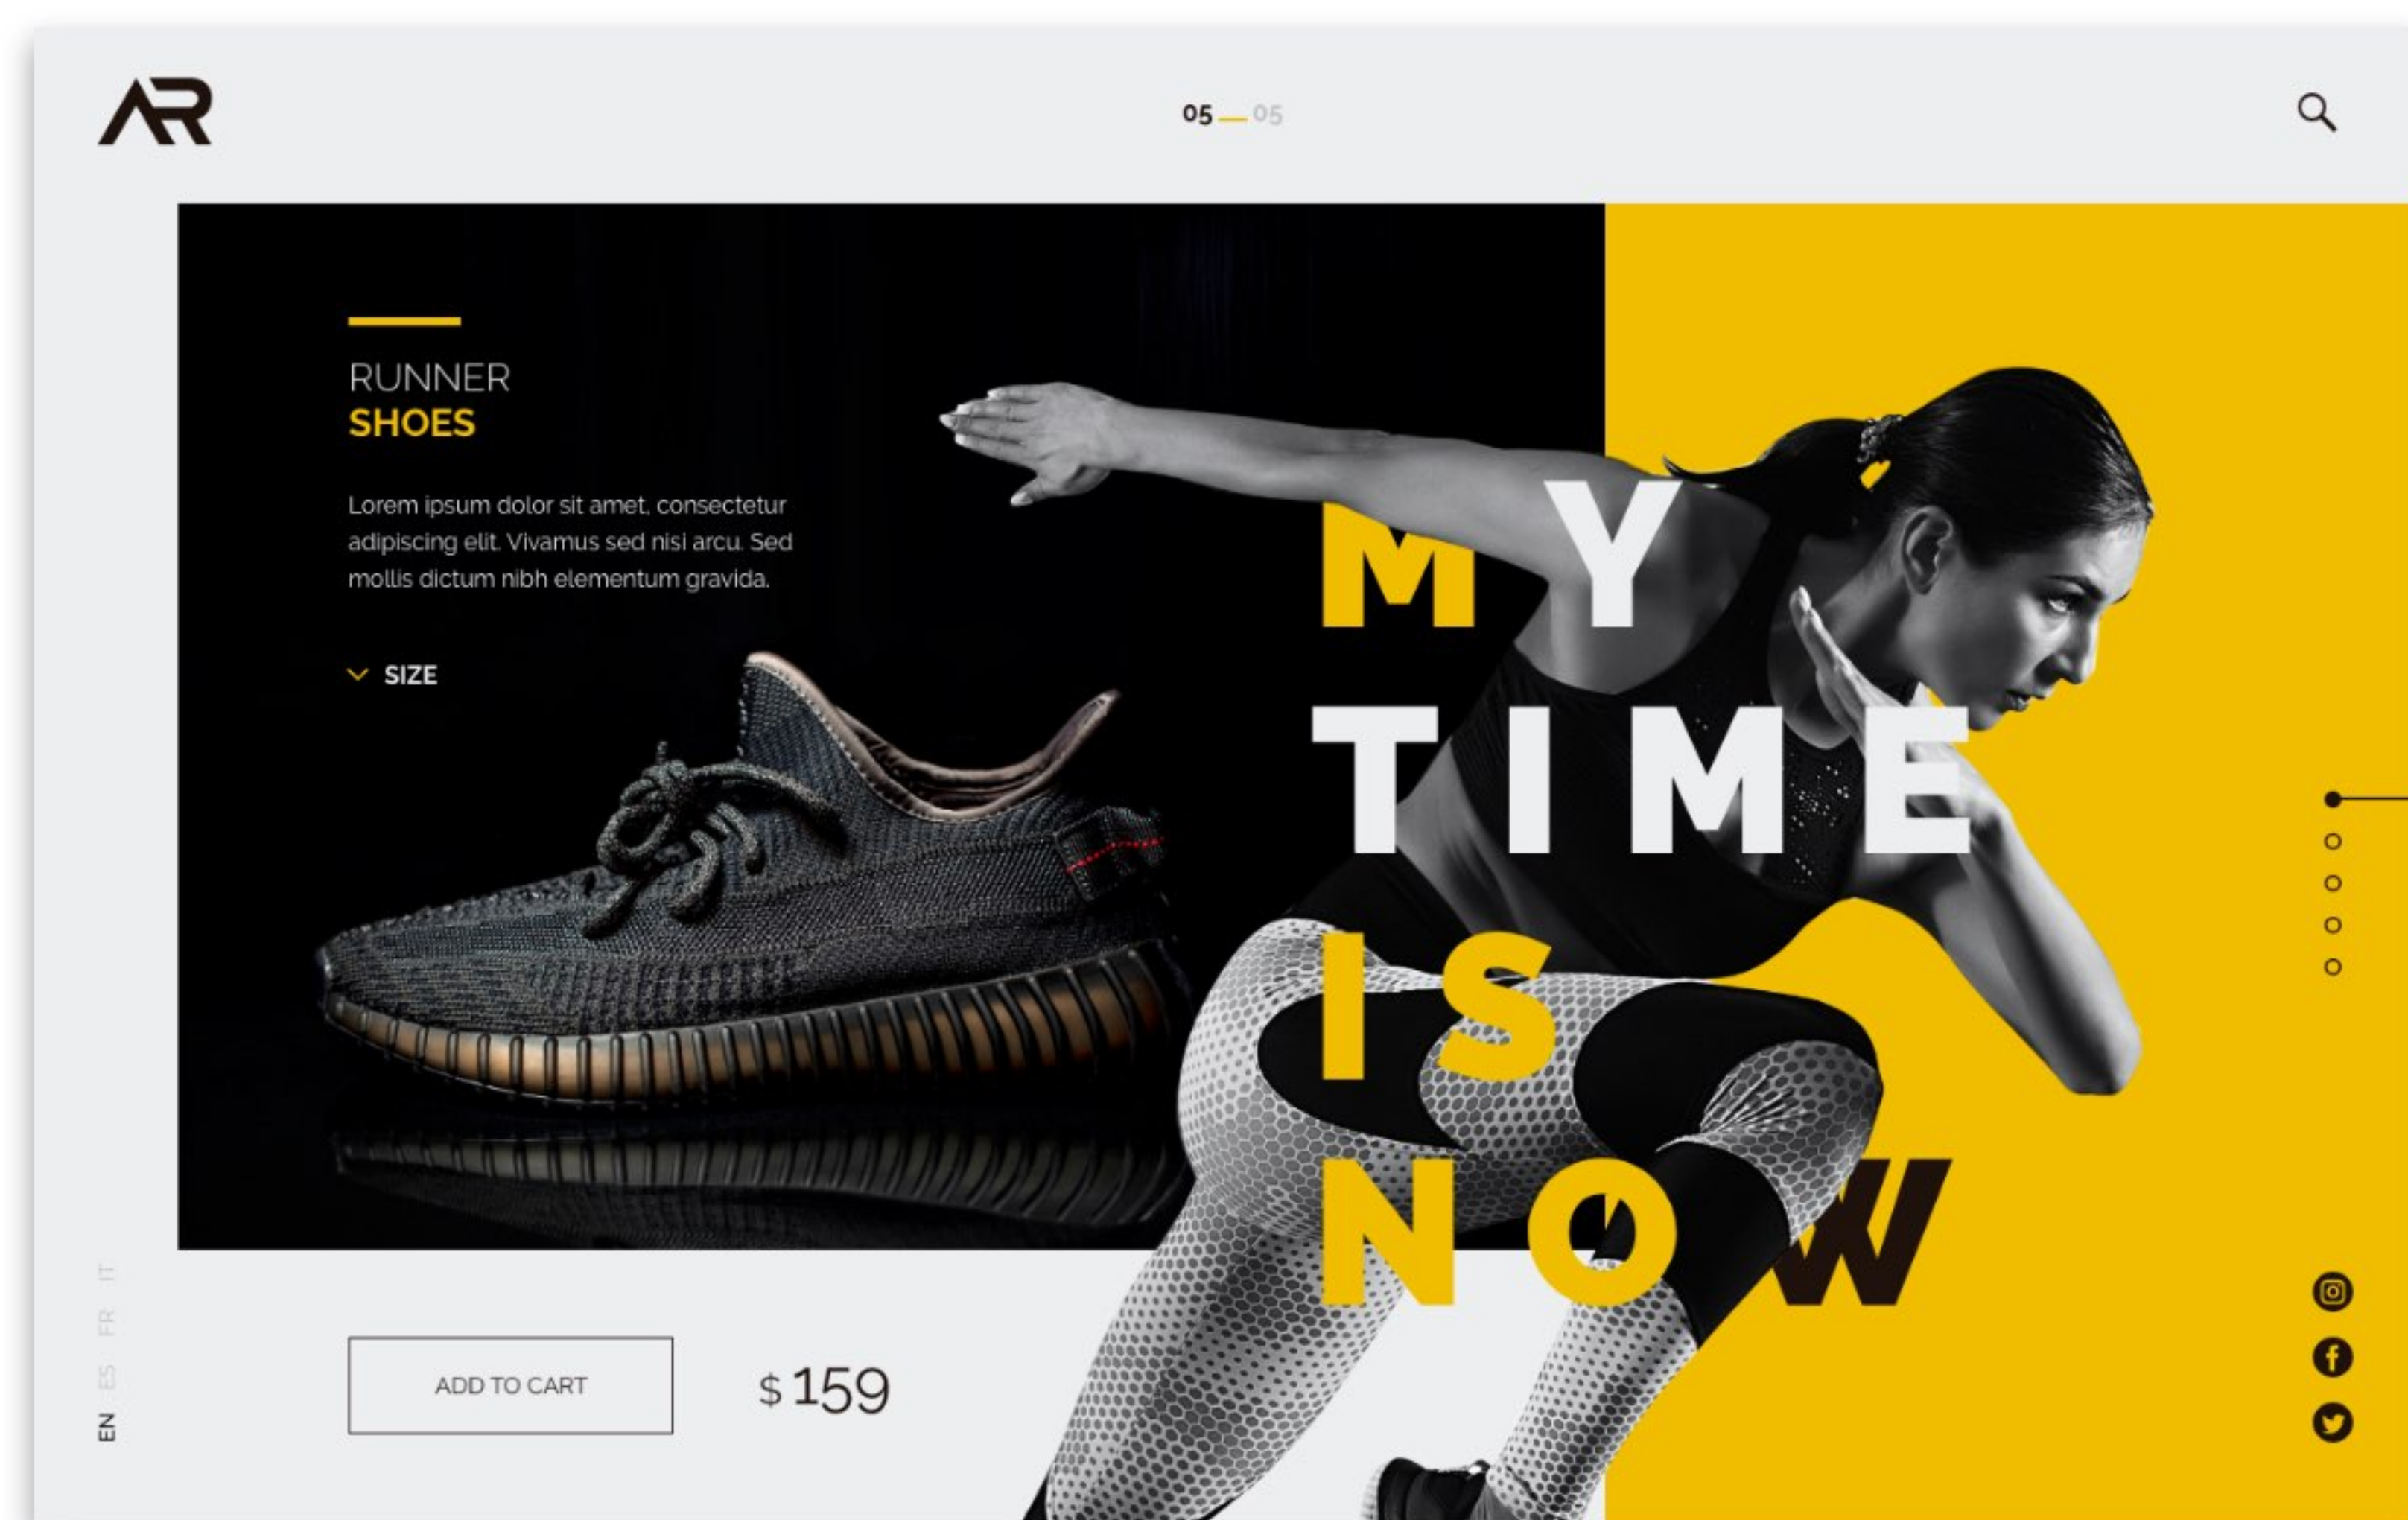 AR
05 05
RUNNER
SHOES
Lorem ipsum dolor sit amet, consectetur
adipiscing elit. Vivamus sed nisi arcu. Sed
mollis dictum nibh elementum gravida.
SIZE
MY
TIME
IS
NOW
EN ES FR IT
ADD TO CART
$ 159